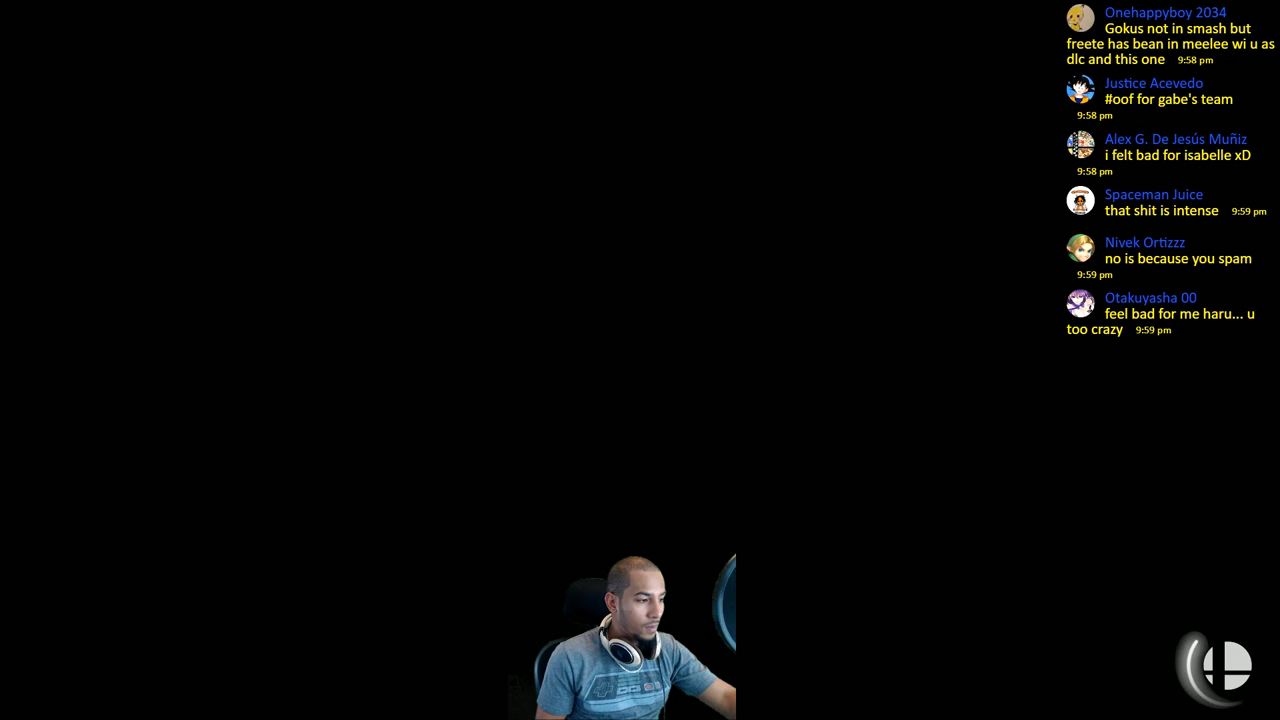 Onehappyboy 2034
Gokus not in smash but
freete has bean in meelee wi u as
dlc and this one 9:58 pm
Justice Acevedo
#oof for gabe's team
9:58 pm
Alex G. De Jesús Muñiz
i felt bad for isabelle xD
9:58 pm
Spaceman Juice
that shit is intense 9:59 pm
Nivek Ortizzz
no is because you spam
9:59 pm
Otakuyasha 00
feel bad for me haru... u
too crazy 9:59 pm